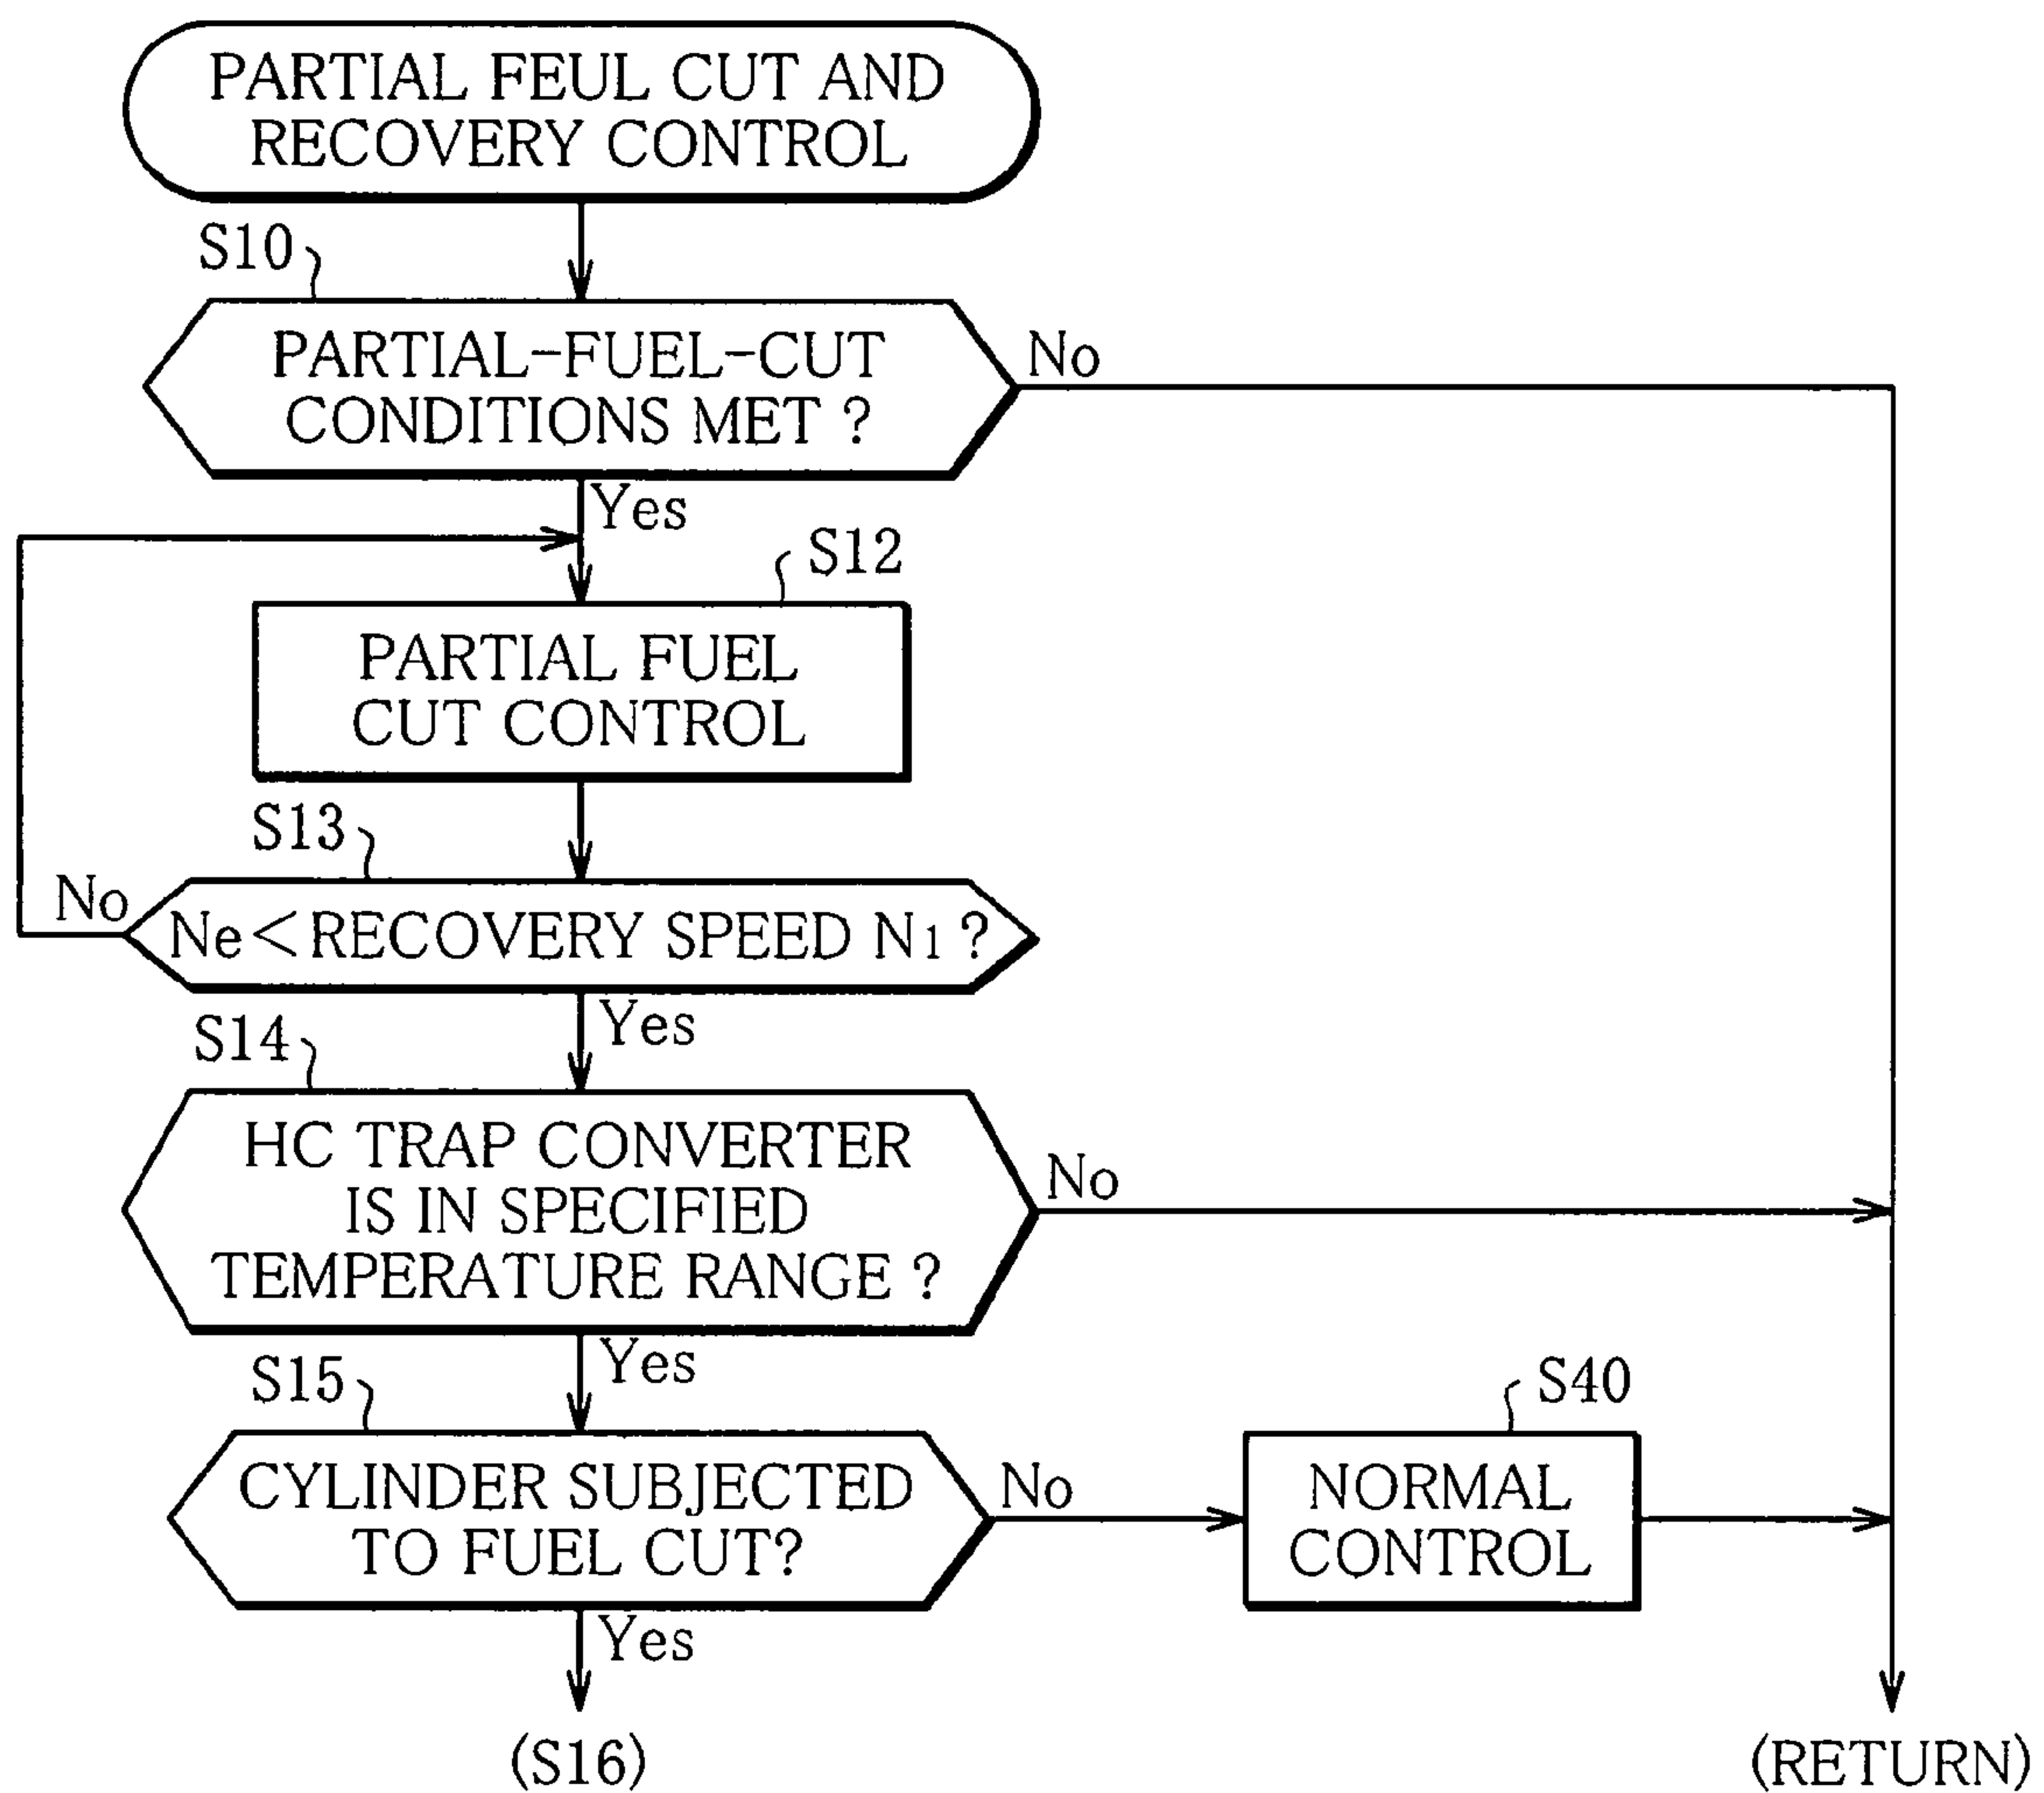 PARTIAL FEUL CUT AND
RECOVERY CONTROL
S10
PARTIAL-FUEL-CUT
CONDITIONS MET ?
No
Yes
S12
PARTIAL FUEL
CUT CONTROL
S13
No
Ne<RECOVERY SPEED N1 ?
Yes
S14
HC TRAP CONVERTER
IS IN SPECIFIED
TEMPERATURE RANGE ?
No
Yes
S15
CYLINDER SUBJECTED
TO FUEL CUT?
No
S40
NORMAL
CONTROL
Yes
(S16)
(RETURN)